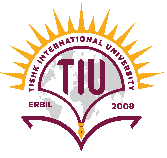 TISHK INTERNATIONAL UNIVERSITY
TIU
ERBIL 2008